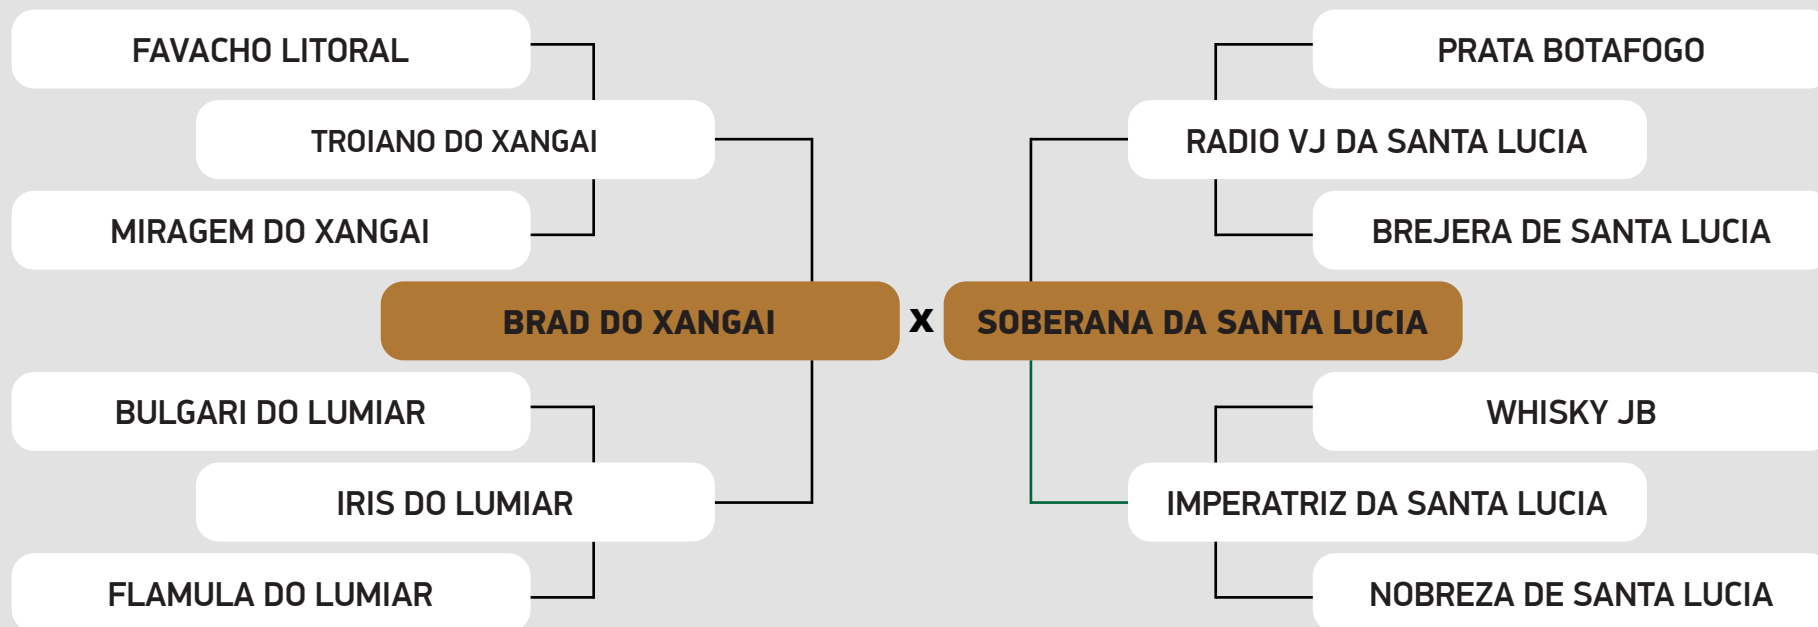 FAVACHO LITORAL
PRATA BOTAFOGO
TROIANO DO XANGAI
RADIO VJ DA SANTA LUCIA
MIRAGEM DO XANGAI
BREJERA DE SANTA LUCIA
BRAD DO XANGAI x SOBERANA DA SANTA LUCIA
BULGARI DO LUMIAR
WHISKY JB
IRIS DO LUMIAR
IMPERATRIZ DA SANTA LUCIA
FLAMULA DO LUMIAR
NOBREZA DE SANTA LUCIA